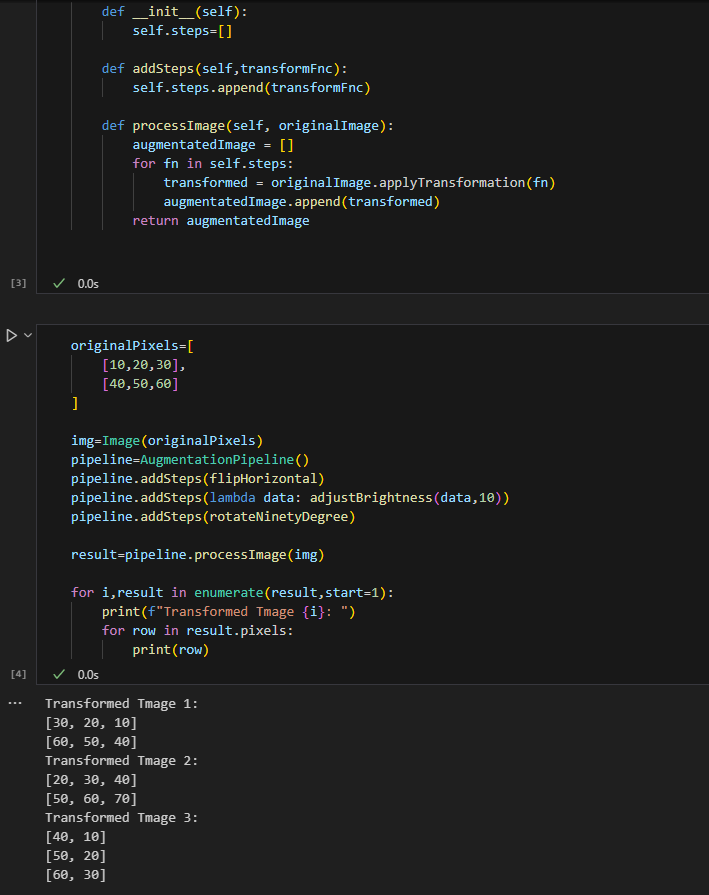 def __init__(self):
self.steps=[]
def addSteps(self,transformFnc):
self.steps.append(transformFnc)
def processImage(self, originalImage):
augmentatedImage = []
for fn in self.steps:
transformed = originalImage.applyTransformation(fn)
augmentatedImage.append(transformed)
return augmentatedImage
[3] ✓ 0.0s
originalPixels=[
[10,20,30],
[40,50,60]
]
img=Image(originalPixels)
pipeline=AugmentationPipeline()
pipeline.addSteps(flipHorizontal)
pipeline.addSteps(lambda data: adjustBrightness(data,10))
pipeline.addSteps(rotateNinetyDegree)
result=pipeline.processImage(img)
for i,result in enumerate(result,start=1):
print(f"Transformed Tmage {i}: ")
for row in result.pixels:
print(row)
[4] ✓ 0.0s
... Transformed Tmage 1:
[30, 20, 10]
[60, 50, 40]
Transformed Tmage 2:
[20, 30, 40]
[50, 60, 70]
Transformed Tmage 3:
[40, 10]
[50, 20]
[60, 30]